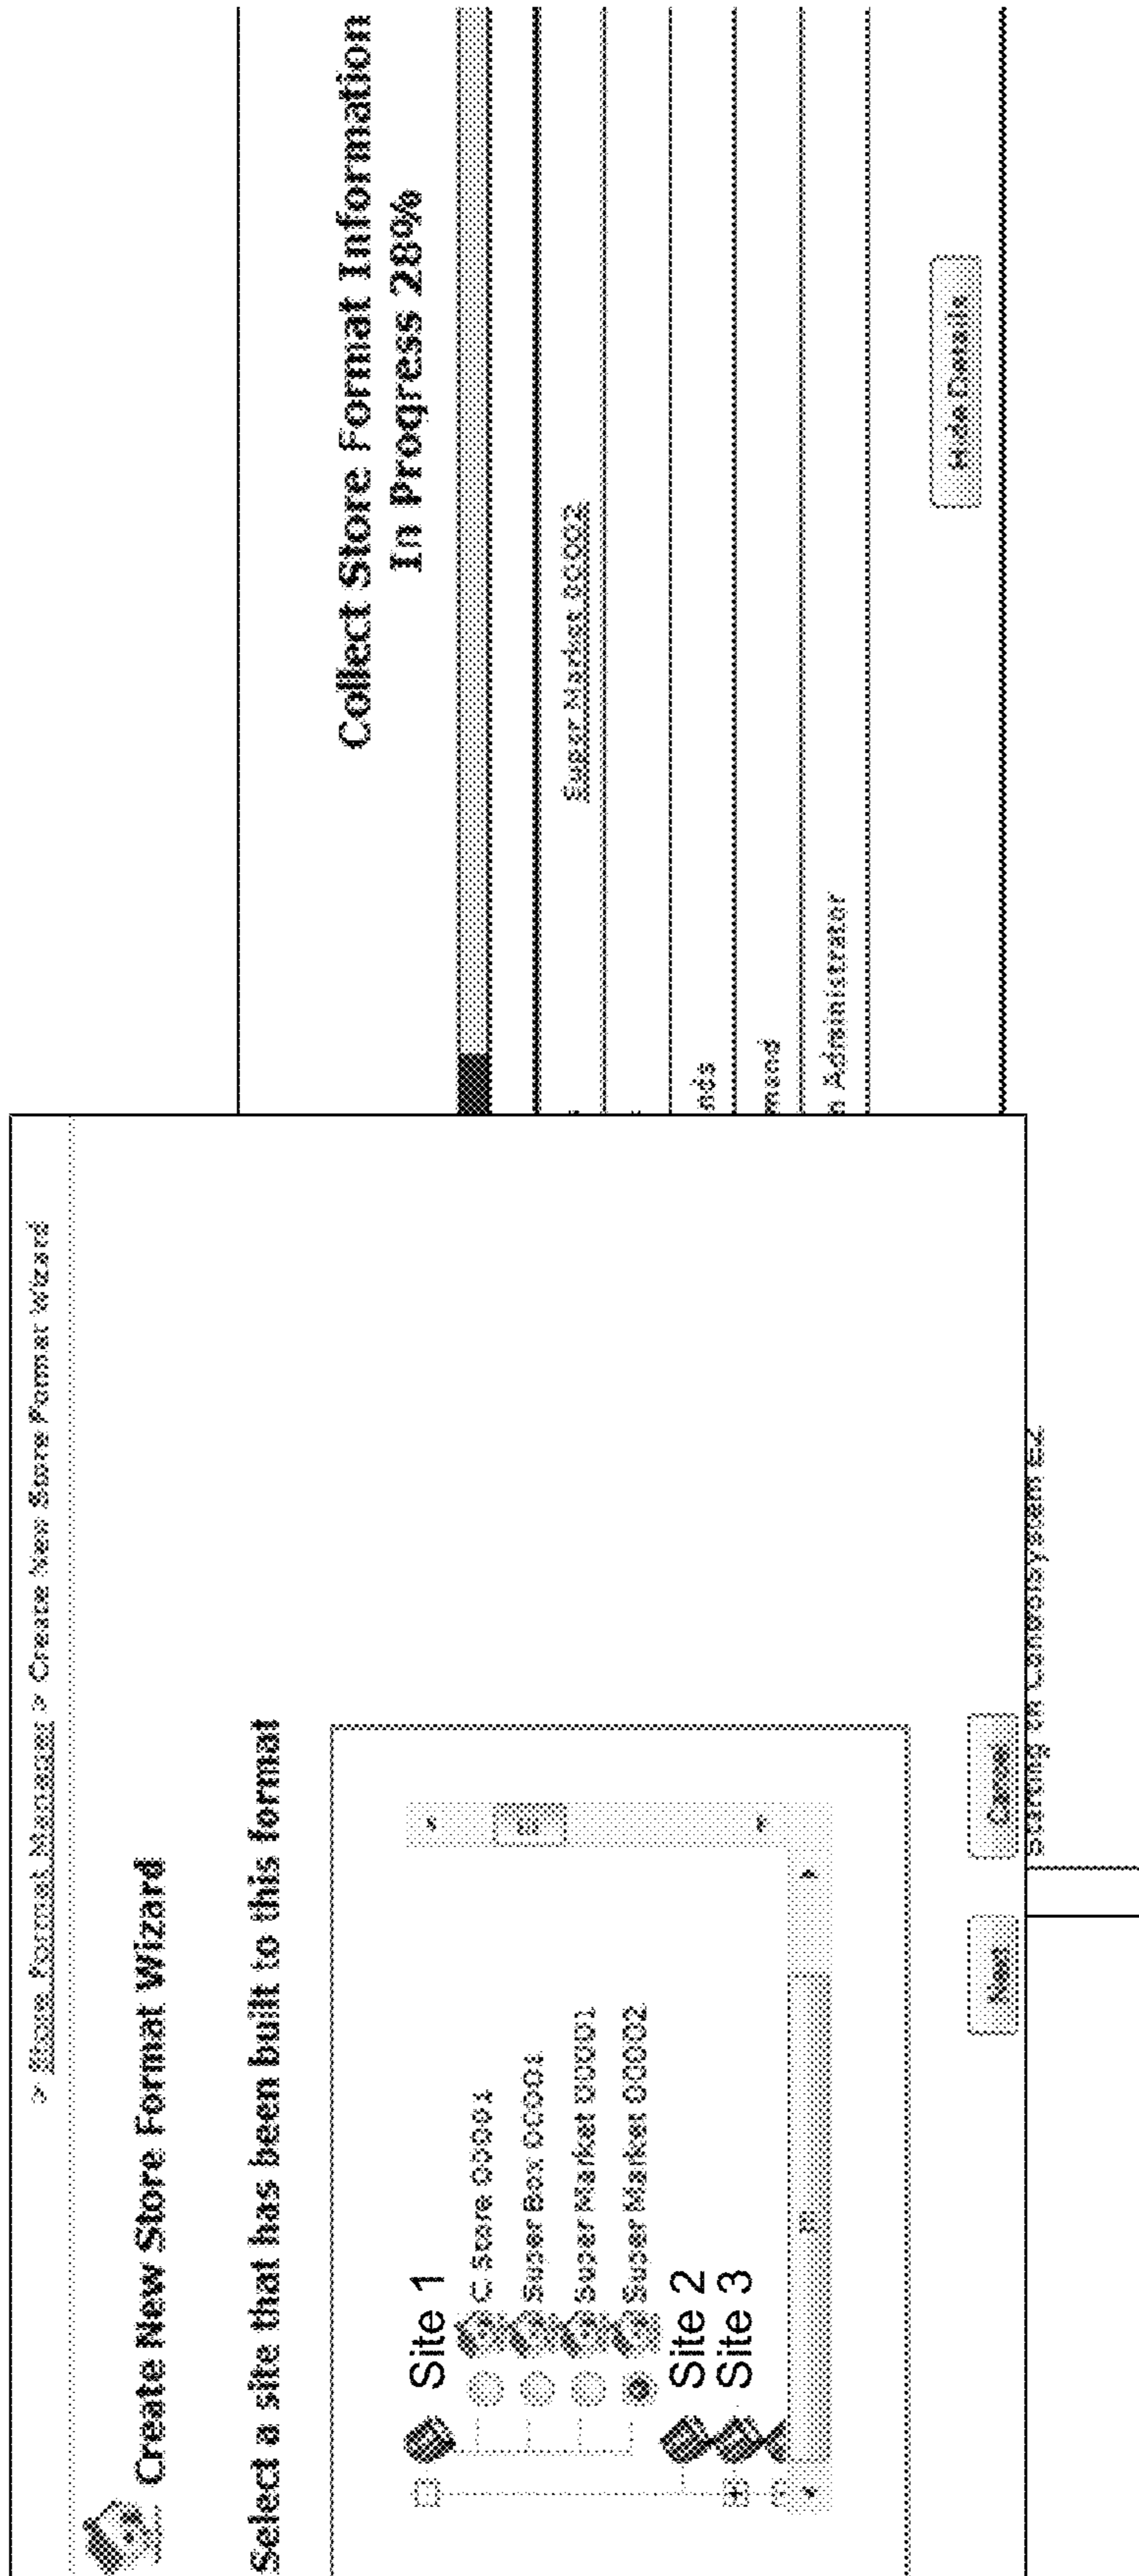 > Store Format Manager > Create New Store Format Wizard
Create New Store Format Wizard
Select a site that has been built to this format
Site 1
C Store 00001
Super Box 00001
Super Market 00001
Super Market 00002
Site 2
Site 3
Next
Cancel
Collect Store Format Information
In Progress 28%
Super Market 00002
nds
mend
n Administrator
Hide Details